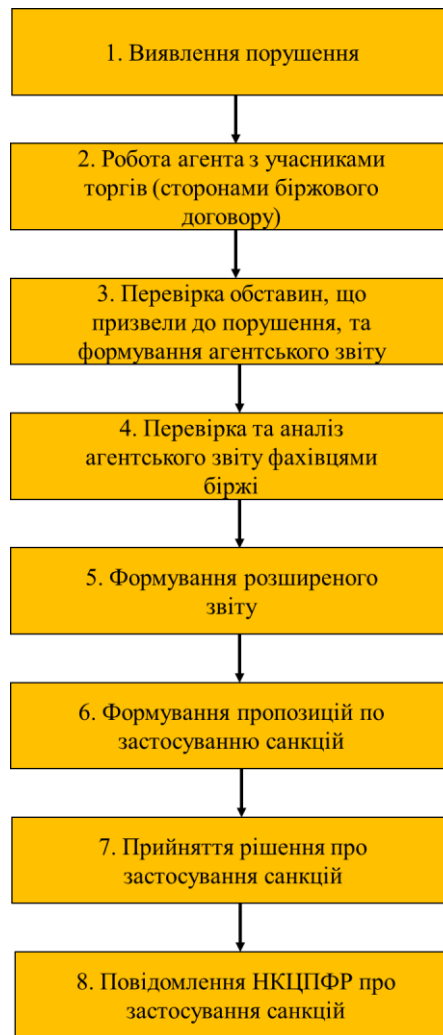 1. Виявлення порушення
2. Робота агента з учасниками
торгів (сторонами біржового
договору)
3. Перевірка обставин, що
призвели до порушення, та
формування агентського звіту
4. Перевірка та аналіз
агентського звіту фахівцями
біржі
5. Формування розширеного
звіту
6. Формування пропозицій по
застосуванню санкцій
7. Прийняття рішення про
застосування санкцій
8. Повідомлення НКЦПФР про
застосування санкцій